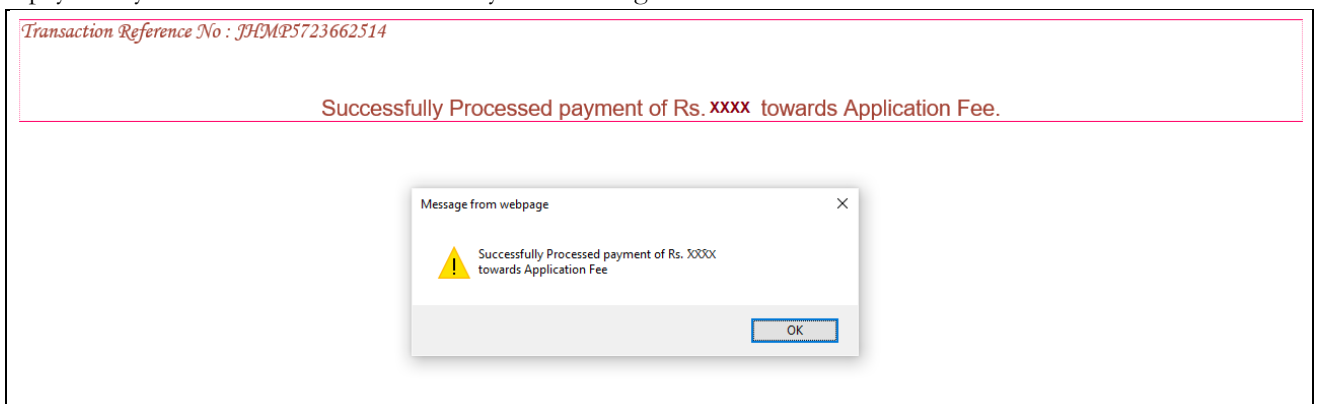 Transaction Reference No : JHMP5723662514
Successfully Processed payment of Rs. XXXX towards Application Fee.
Message from webpage
Successfully Processed payment of Rs. XXXX
towards Application Fee
OK